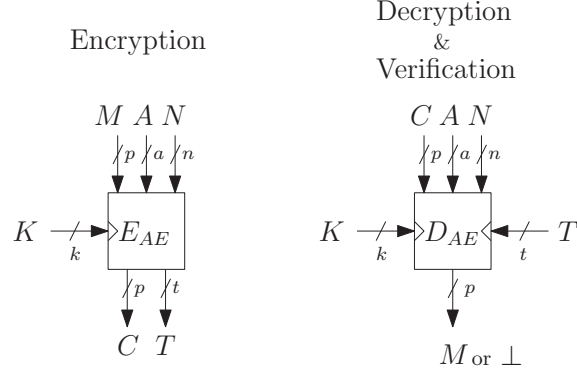 Encryption
Decryption
&
Verification
M A N
p a n
K
k
E_AE
p t
C T
C A N
p a n
K
k
D_AE
t
T
p
M or ⊥